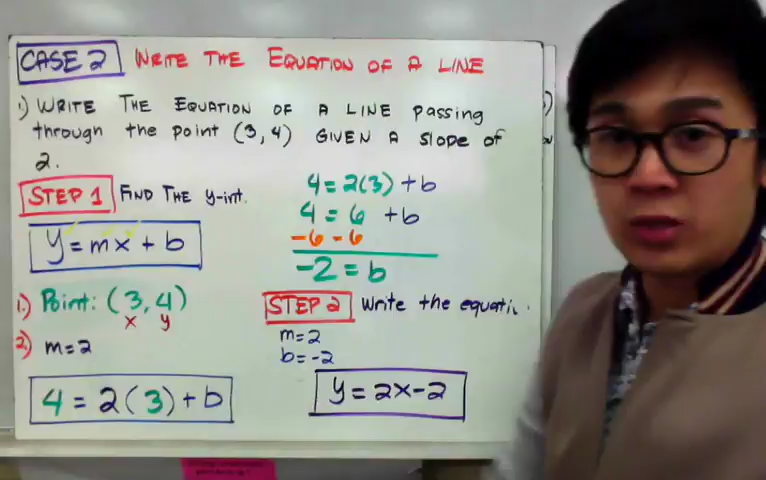 CASE 2 WRITE THE EQUATION OF A LINE
1) WRITE THE EQUATION OF A LINE passing
through the point (3,4) GIVEN A slope of
2.
STEP 1 FIND THE y-int.
y = mx + b
1.) Point: (3, 4)
x y
2.) m=2
4 = 2(3) + b
4 = 2(3) + b
4 = 6 + b
-6 -6
-2 = b
STEP 2 Write the equati
m=2
b=-2
y = 2x-2